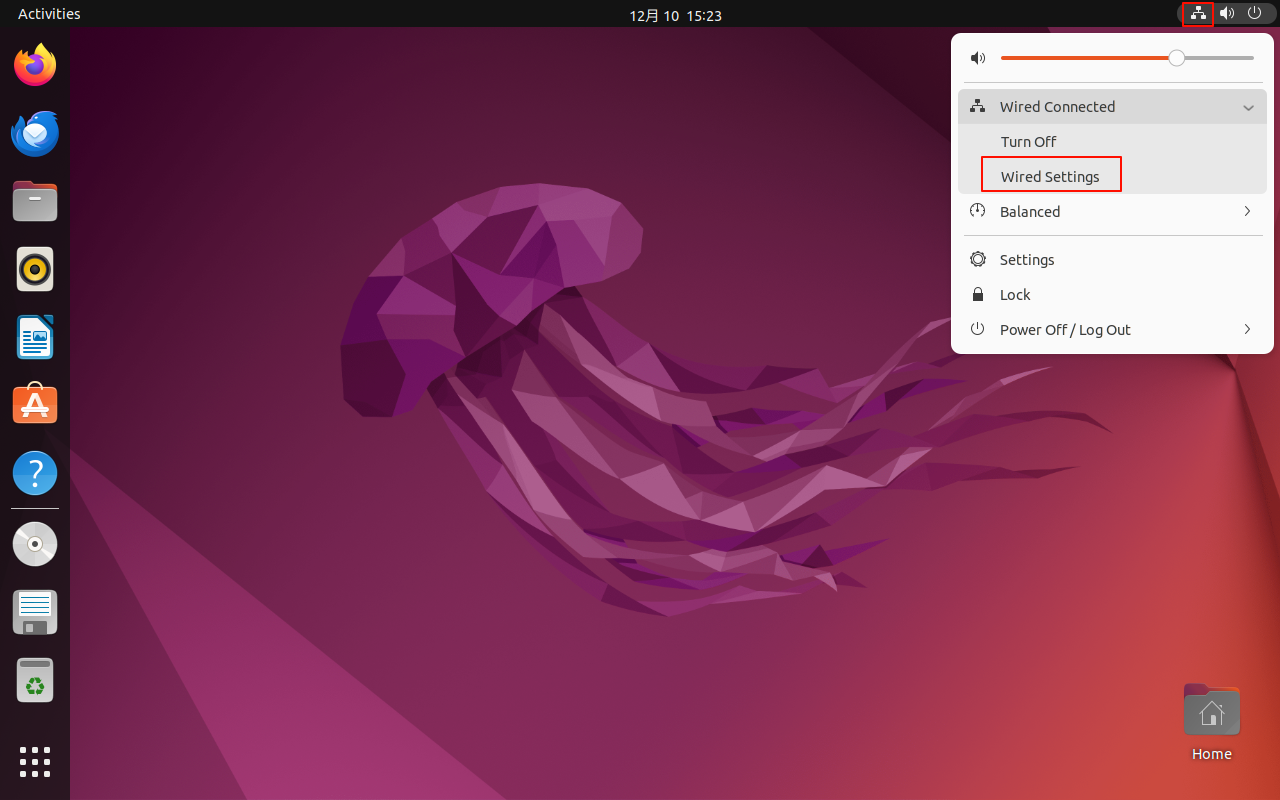 Activities
12月 10 15:23
Wired Connected
Turn Off
Wired Settings
Balanced
Settings
Lock
Power Off / Log Out
Home